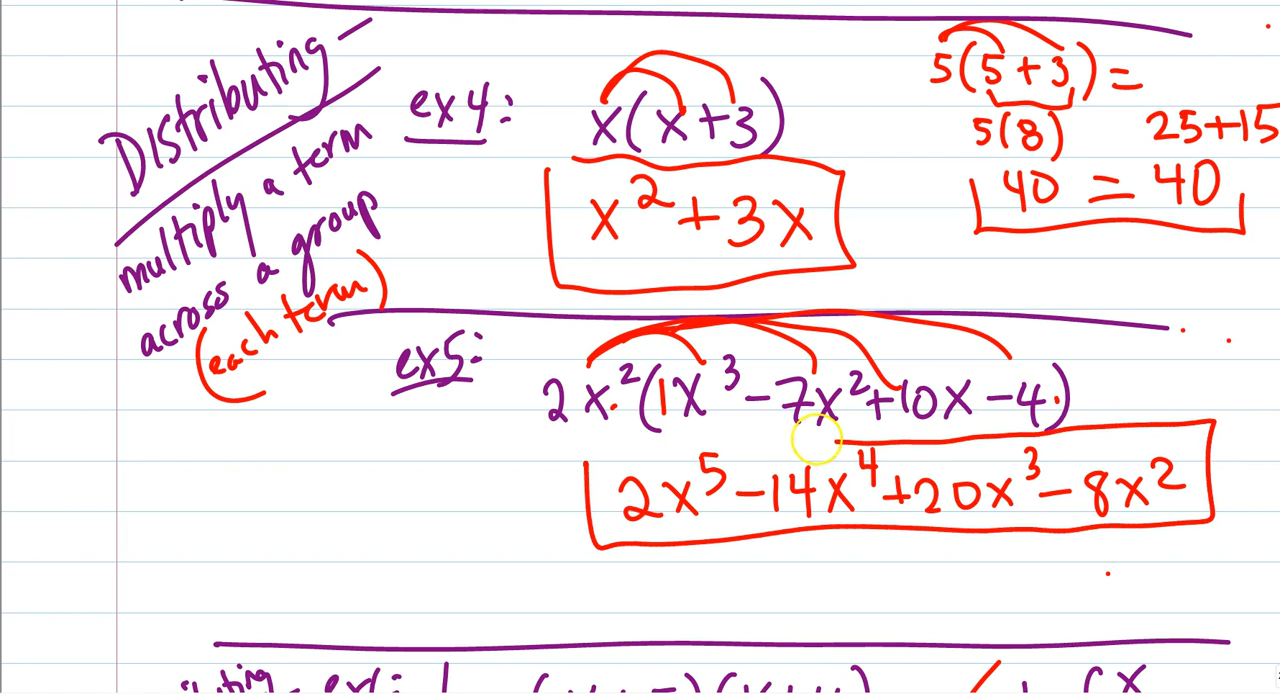 Distributing -
multiply a term
across a group
(each term)
ex4:
x(x+3)
x² + 3x
5(5+3) =
5(8) 25+15
40 = 40
ex5:
2x²(1x³ - 7x² + 10x - 4)
2x⁵ - 14x⁴ + 20x³ - 8x²